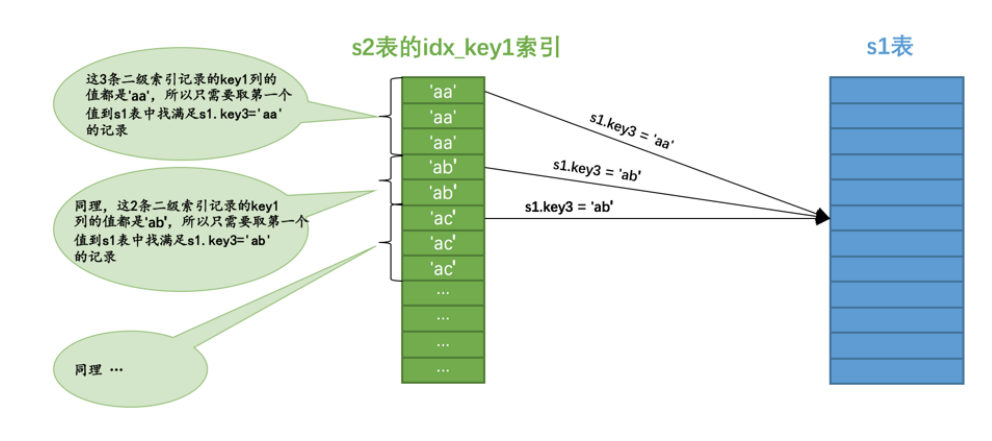 s2表的idx_key1索引
s1表
这3条二级索引记录的key1列的
值都是'aa'，所以只需要取第一个
值到s1表中找满足s1.key3='aa'
的记录
同理，这2条二级索引记录的key1
列的值都是'ab'，所以只需要取第一个
值到s1表中找满足s1.key3='ab'
的记录
同理 …
'aa'
'aa'
'aa'
'ab'
'ab'
'ac'
'ac'
'ac'
…
…
…
…
s1.key3 = 'aa'
s1.key3 = 'ab'
s1.key3 = 'ab'